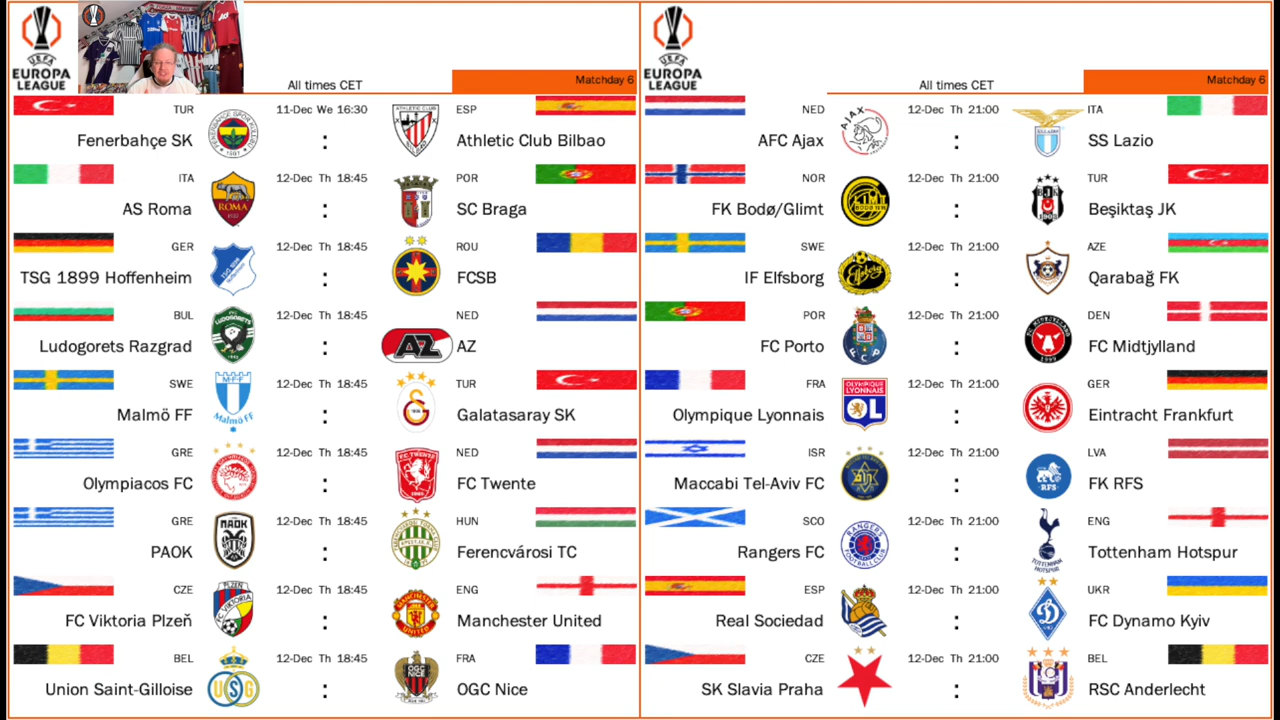 UEFA
EUROPA
LEAGUE
All times CET
Matchday 6
TUR 11-Dec We 16:30 ESP
Fenerbahçe SK : Athletic Club Bilbao
ITA 12-Dec Th 18:45 POR
AS Roma : SC Braga
GER 12-Dec Th 18:45 ROU
TSG 1899 Hoffenheim : FCSB
BUL 12-Dec Th 18:45 NED
Ludogorets Razgrad : AZ
SWE 12-Dec Th 18:45 TUR
Malmö FF : Galatasaray SK
GRE 12-Dec Th 18:45 NED
Olympiacos FC : FC Twente
GRE 12-Dec Th 18:45 HUN
PAOK : Ferencvárosi TC
CZE 12-Dec Th 18:45 ENG
FC Viktoria Plzeň : Manchester United
BEL 12-Dec Th 18:45 FRA
Union Saint-Gilloise : OGC Nice
UEFA
EUROPA
LEAGUE
All times CET
Matchday 6
NED 12-Dec Th 21:00 ITA
AFC Ajax : SS Lazio
NOR 12-Dec Th 21:00 TUR
FK Bodø/Glimt : Beşiktaş JK
SWE 12-Dec Th 21:00 AZE
IF Elfsborg : Qarabağ FK
POR 12-Dec Th 21:00 DEN
FC Porto : FC Midtjylland
FRA 12-Dec Th 21:00 GER
Olympique Lyonnais : Eintracht Frankfurt
ISR 12-Dec Th 21:00 LVA
Maccabi Tel-Aviv FC : FK RFS
SCO 12-Dec Th 21:00 ENG
Rangers FC : Tottenham Hotspur
ESP 12-Dec Th 21:00 UKR
Real Sociedad : FC Dynamo Kyiv
CZE 12-Dec Th 21:00 BEL
SK Slavia Praha : RSC Anderlecht